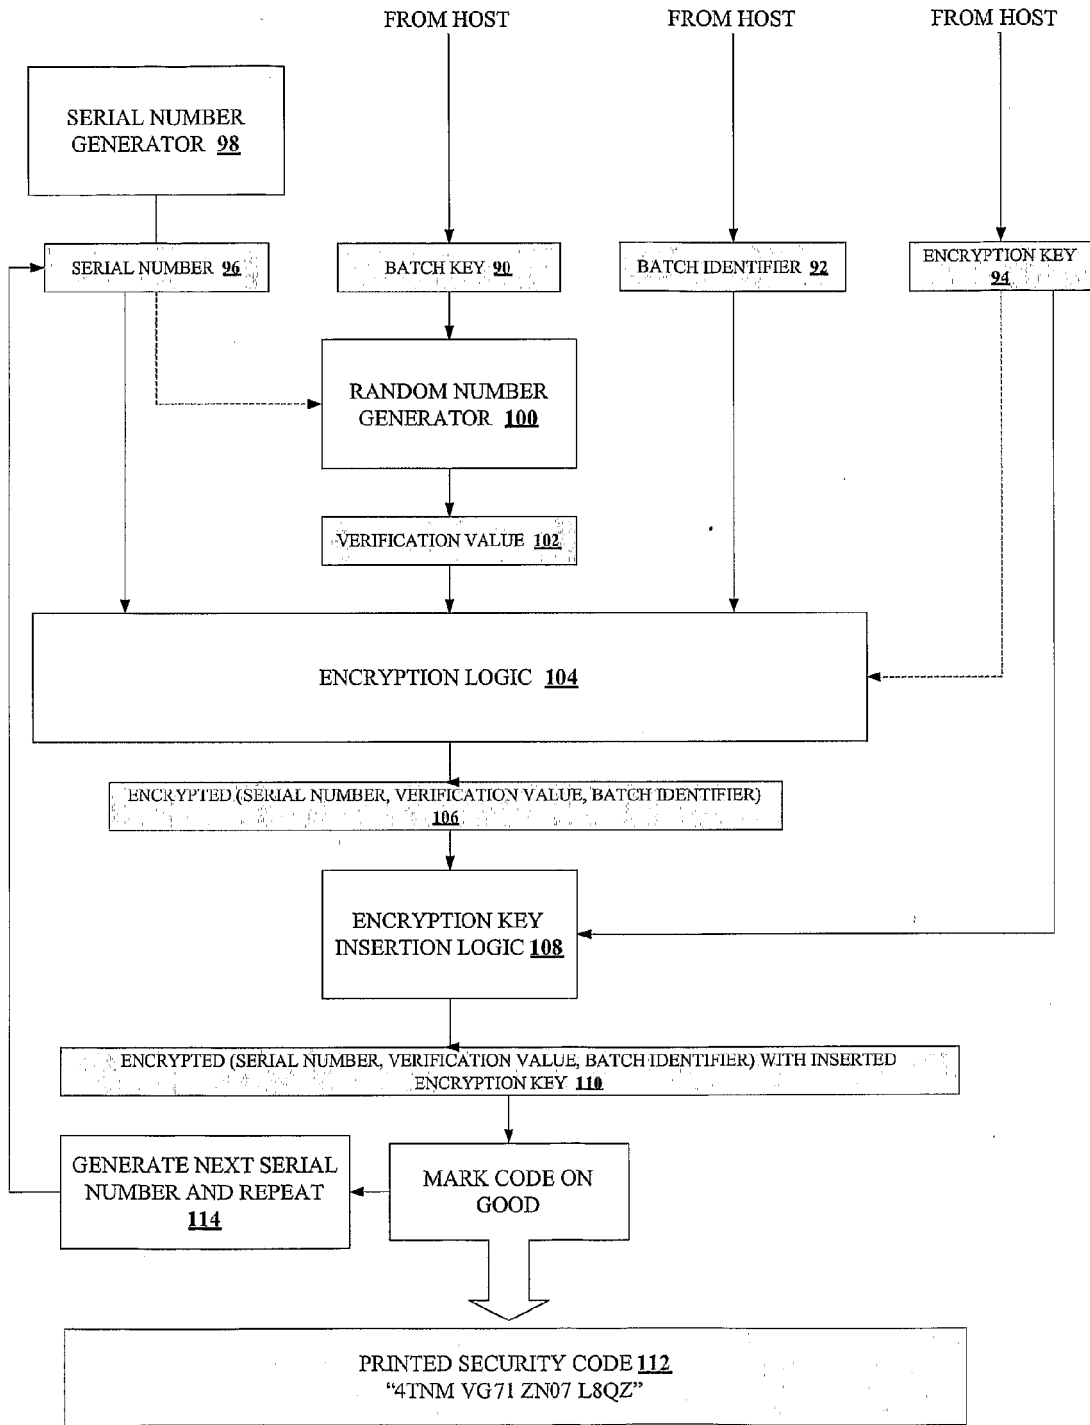 FROM HOST
FROM HOST
FROM HOST
SERIAL NUMBER
GENERATOR 98
SERIAL NUMBER 96
BATCH KEY 90
BATCH IDENTIFIER 92
ENCRYPTION KEY
94
RANDOM NUMBER
GENERATOR 100
VERIFICATION VALUE 102
ENCRYPTION LOGIC 104
ENCRYPTED (SERIAL NUMBER, VERIFICATION VALUE, BATCH IDENTIFIER)
106
ENCRYPTION KEY
INSERTION LOGIC 108
ENCRYPTED (SERIAL NUMBER, VERIFICATION VALUE, BATCH IDENTIFIER) WITH INSERTED
ENCRYPTION KEY 110
GENERATE NEXT SERIAL
NUMBER AND REPEAT
114
MARK CODE ON
GOOD
PRINTED SECURITY CODE 112
“4TNM VG71 ZN07 L8QZ”